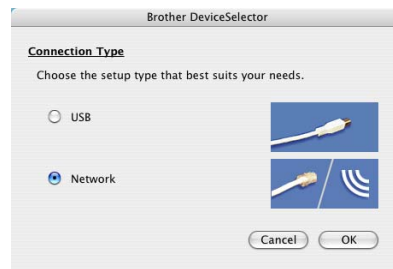 Brother DeviceSelector
Connection Type
Choose the setup type that best suits your needs.
USB
Network
Cancel OK